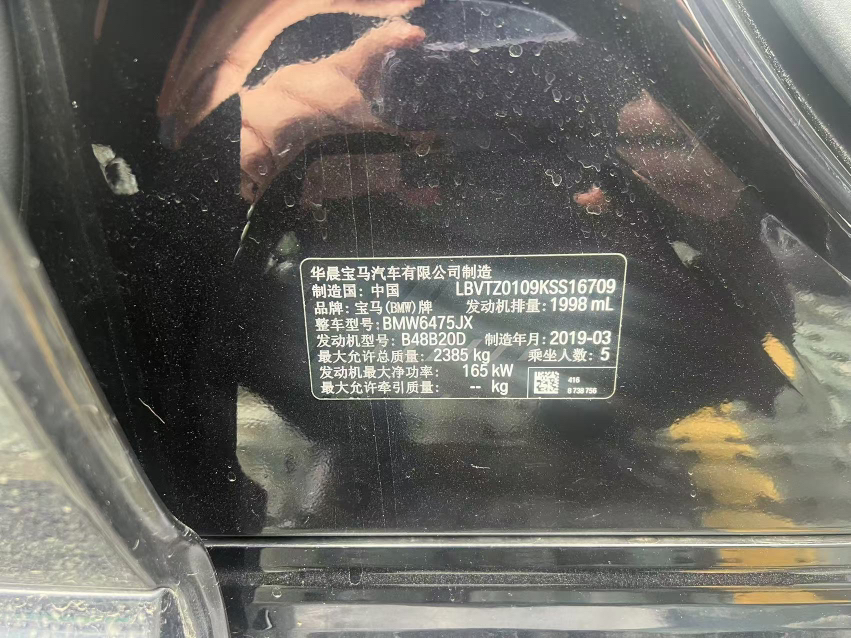 华晨宝马汽车有限公司制造
制造国: 中国 LBVTZ0109KSS16709
品牌: 宝马(BMW)牌 发动机排量: 1998 mL
整车型号: BMW6475JX
发动机型号: B48B20D 制造年月: 2019-03
最大允许总质量: 2385 kg 乘坐人数: 5
发动机最大净功率: 165 kW
最大允许牵引质量: -- kg
416
8 738 756